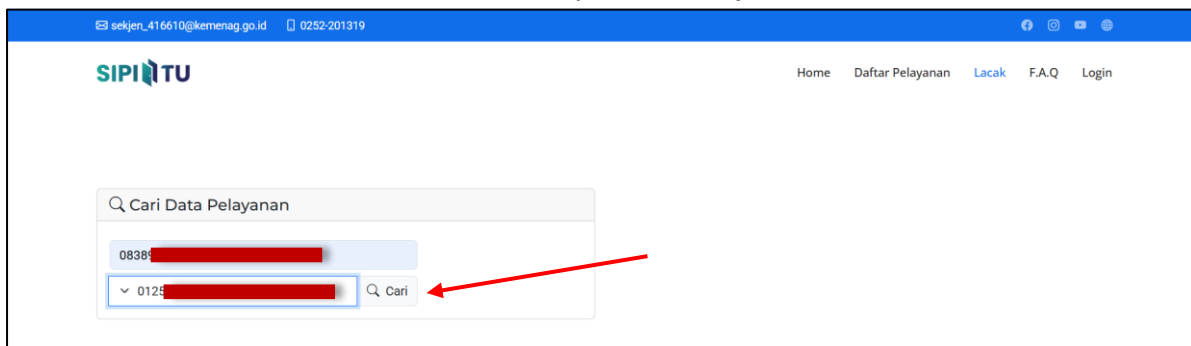 sekjen_416610@kemenag.go.id 0252-201319
SIPINTU
Home Daftar Pelayanan Lacak F.A.Q Login
Cari Data Pelayanan
0838
0125
Cari